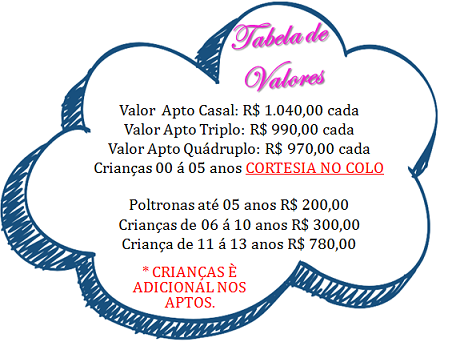 Tabela de
Valores
Valor Apto Casal: R$ 1.040,00 cada
Valor Apto Triplo: R$ 990,00 cada
Valor Apto Quádruplo: R$ 970,00 cada
Crianças 00 á 05 anos CORTESIA NO COLO
Poltronas até 05 anos R$ 200,00
Crianças de 06 á 10 anos R$ 300,00
Criança de 11 á 13 anos R$ 780,00
* CRIANÇAS È
ADICIONAL NOS
APTOS.